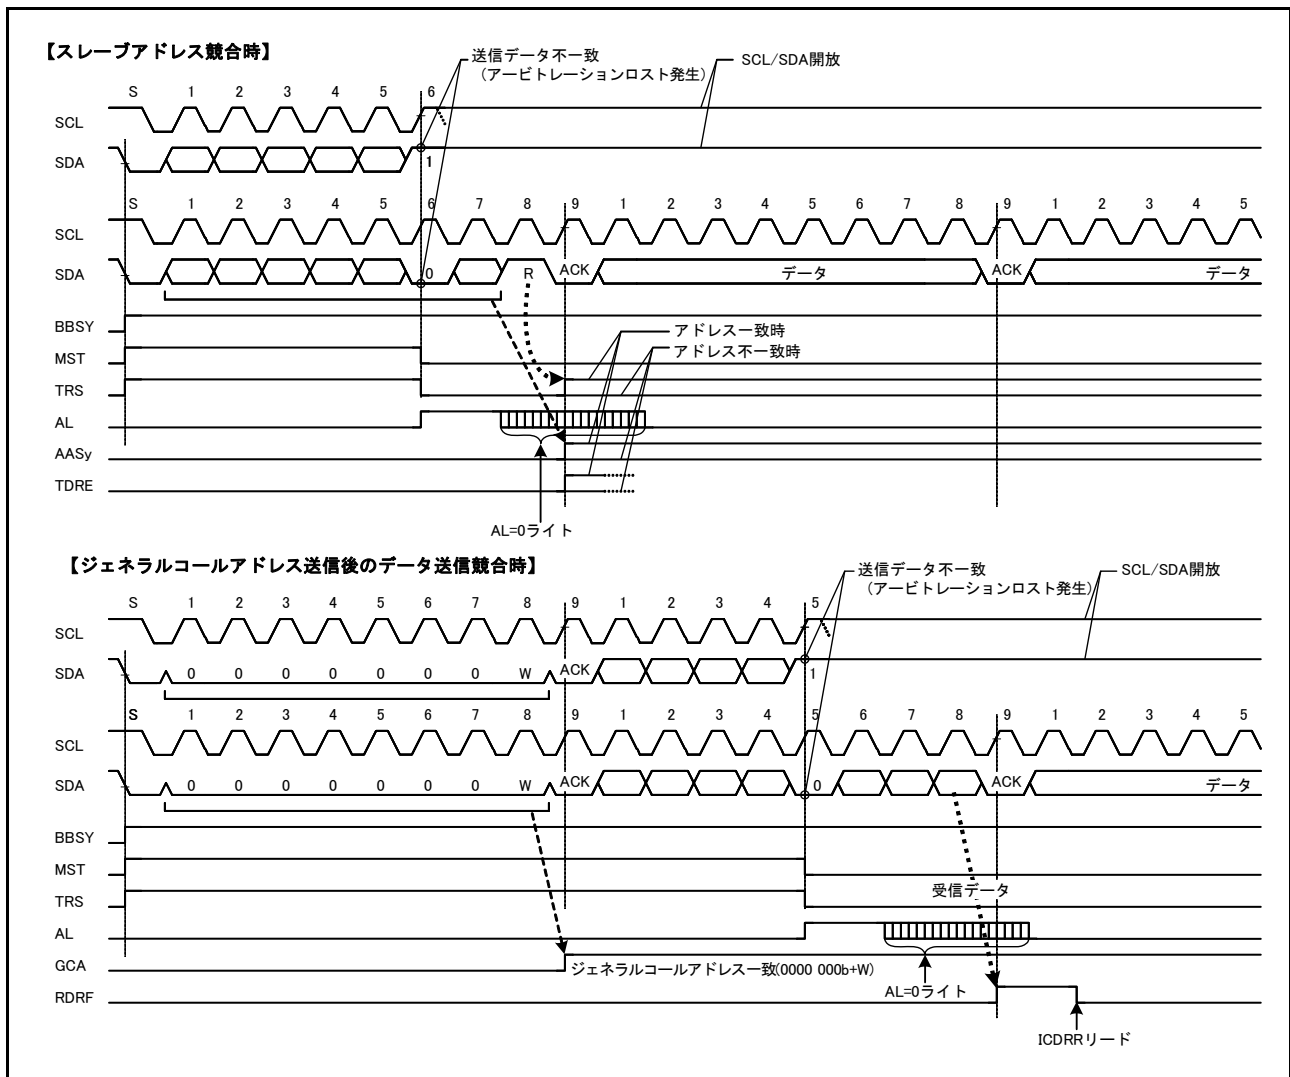 【スレーブアドレス競合時】
送信データ不一致
（アービトレーションロスト発生）
SCL/SDA開放
S 1 2 3 4 5 6
SCL
SDA
1
S 1 2 3 4 5 6 7 8 9 1 2 3 4 5 6 7 8 9 1 2 3 4 5
SCL
SDA 0 R ACK データ ACK データ
BBSY
アドレス一致時
MST
アドレス不一致時
TRS
AL
AASy
TDRE
AL=0ライト
【ジェネラルコールアドレス送信後のデータ送信競合時】
送信データ不一致
（アービトレーションロスト発生）
SCL/SDA開放
S 1 2 3 4 5 6 7 8 9 1 2 3 4 5
SCL
SDA 0 0 0 0 0 0 0 W ACK 1
S 1 2 3 4 5 6 7 8 9 1 2 3 4 5 6 7 8 9 1 2 3 4 5
SCL
SDA 0 0 0 0 0 0 0 W ACK 0 ACK データ
BBSY
MST
TRS
受信データ
AL
GCA
ジェネラルコールアドレス一致(0000 000b+W)
AL=0ライト
RDRF
ICDRRリード